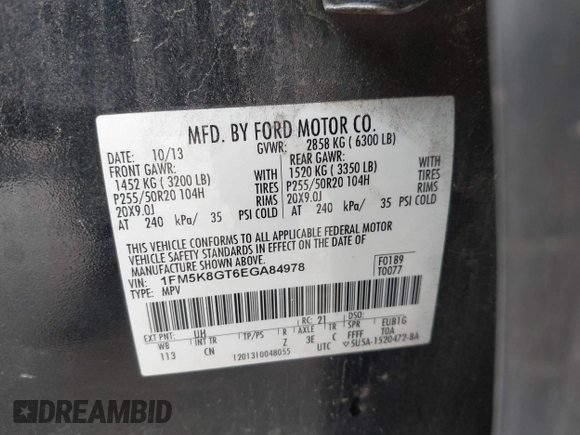 MFD. BY FORD MOTOR CO.
DATE: 10/13 GVWR: 2858 KG ( 6300 LB)
FRONT GAWR: REAR GAWR:
1452 KG ( 3200 LB) 1520 KG ( 3350 LB)
P255/50R20 104H TIRES P255/50R20 104H TIRES
20X9.0J RIMS 20X9.0J RIMS
AT 240 kPa/ 35 PSI COLD AT 240 kPa/ 35 PSI COLD
THIS VEHICLE CONFORMS TO ALL APPLICABLE FEDERAL MOTOR
VEHICLE SAFETY STANDARDS IN EFFECT ON THE DATE OF
MANUFACTURE SHOWN ABOVE.
VIN: 1FM5K8GT6EGA84978 F0189
TYPE: MPV T0077
EXT PNT: UH RC: 21 DSO:
WB INT TR TP/PS R AXLE TR SPR EUB1G
113 CN Z 3E C FFFF TOA
1201310048055 UTC ▽5U5A-1520472-BA
DREAMBID